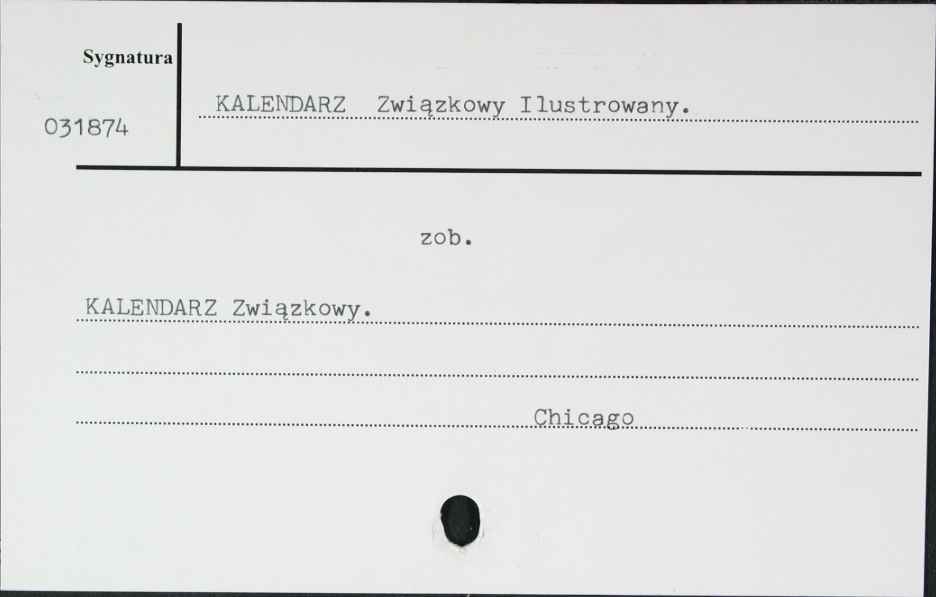 Sygnatura
KALENDARZ Związkowy Ilustrowany.
031874
zob.
KALENDARZ Związkowy.
Chicago